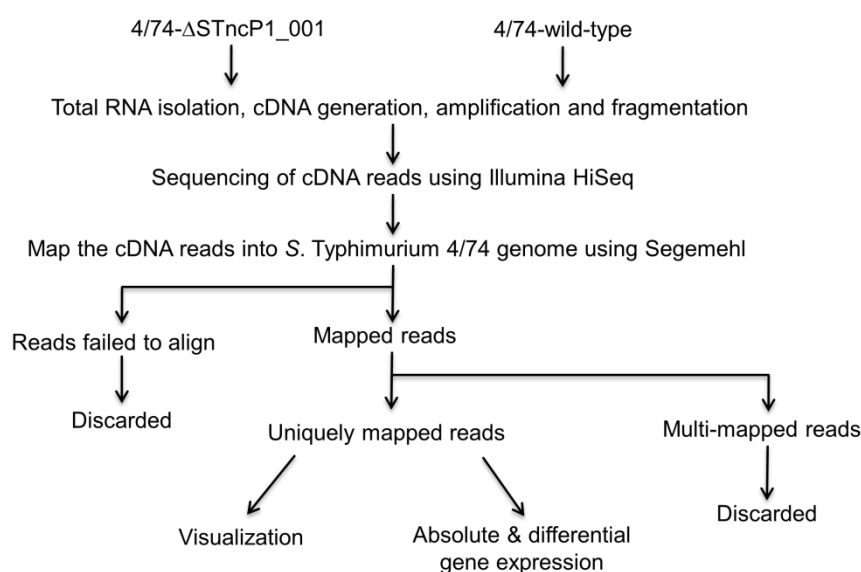 4/74-ΔSTncP1_001
4/74-wild-type
Total RNA isolation, cDNA generation, amplification and fragmentation
Sequencing of cDNA reads using Illumina HiSeq
Map the cDNA reads into S. Typhimurium 4/74 genome using Segemehl
Reads failed to align
Mapped reads
Discarded
Uniquely mapped reads
Multi-mapped reads
Visualization
Absolute & differential
gene expression
Discarded